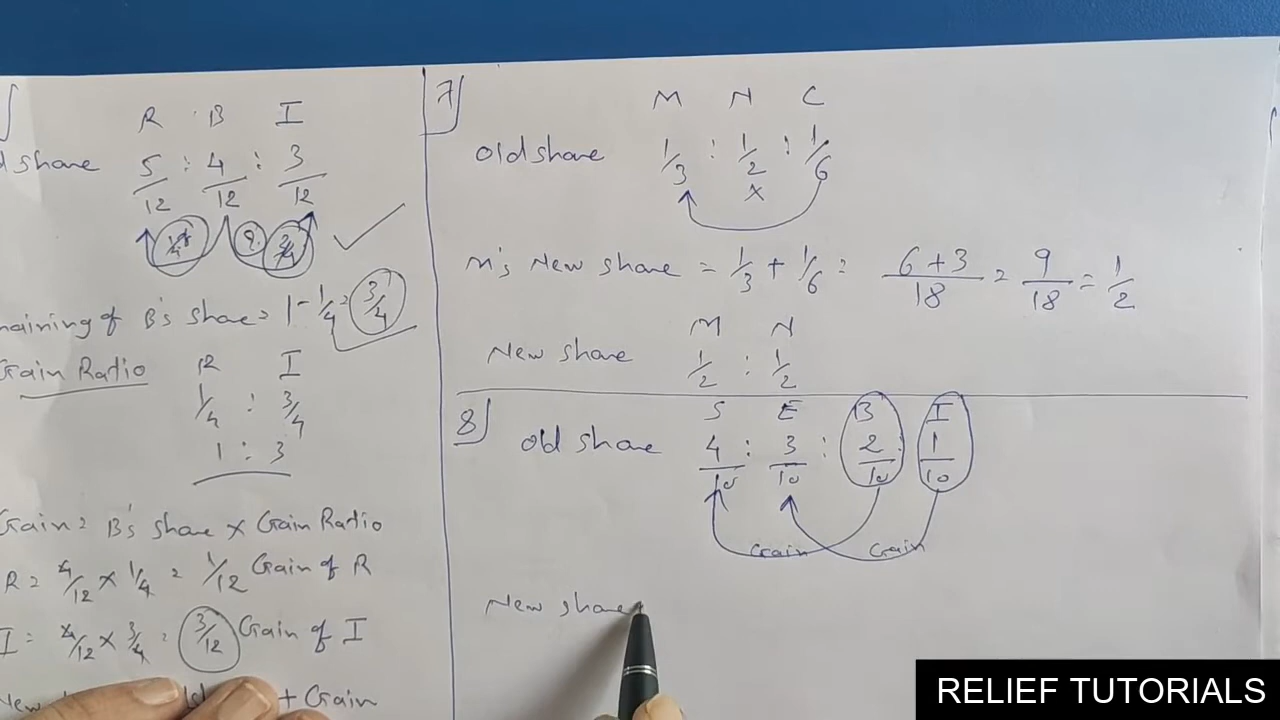 R : B I
d share 5/12 : 4/12 : 3/12
1/4 9 3/4
naining of B's share = 1 - 1/4 = 3/4
Gain Ratio R I
1/4 : 3/4
1 : 3
Gain = B's share × Gain Ratio
R = 4/12 × 1/4 = 1/12 Gain of R
I = 4/12 × 3/4 = 3/12 Gain of I
New + Gain
7]
M N C
Old share 1/3 : 1/2 : 1/6
×
M's New share = 1/3 + 1/6 = 6 + 3/18 = 9/18 = 1/2
M N
New share 1/2 : 1/2
8]
S E B I
Old share 4/10 : 3/10 : 2/10 : 1/10
Gain Gain
New share
RELIEF TUTORIALS